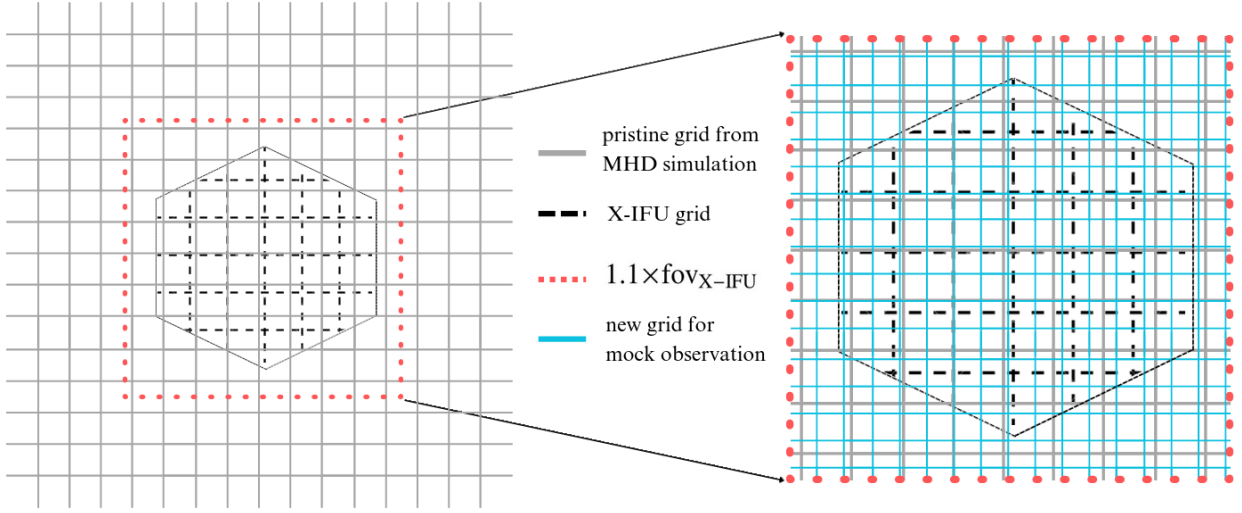 pristine grid from
MHD simulation
X-IFU grid
1.1×fov_X−IFU
new grid for
mock observation